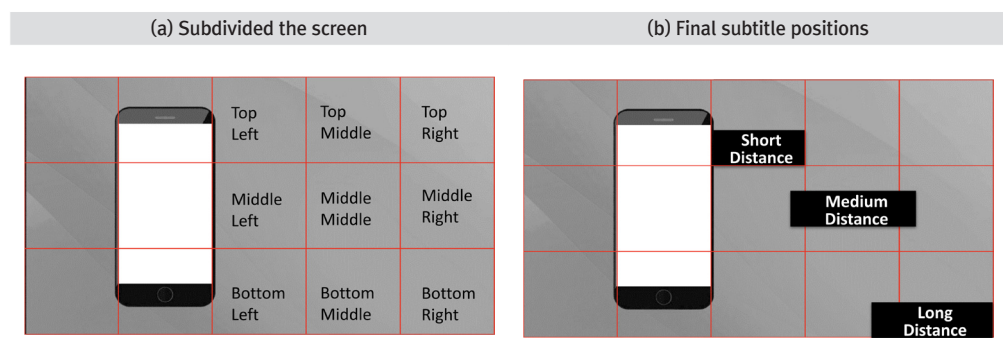 (a) Subdivided the screen
Top
Left
Top
Middle
Top
Right
Middle
Left
Middle
Middle
Middle
Right
Bottom
Left
Bottom
Middle
Bottom
Right
(b) Final subtitle positions
Short
Distance
Medium
Distance
Long
Distance